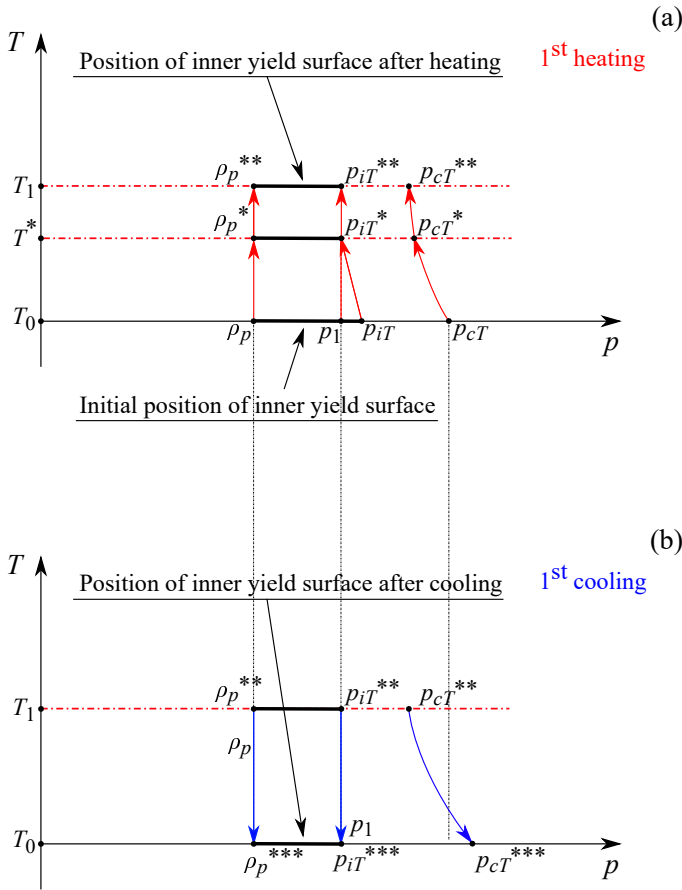 (a)
T
Position of inner yield surface after heating
1st heating
ρp** piT** pcT**
T1
ρp* piT* pcT*
T*
T0
ρp p1 piT pcT
p
Initial position of inner yield surface
(b)
T
Position of inner yield surface after cooling
1st cooling
ρp** piT** pcT**
T1
ρp
p1
T0
ρp*** piT*** pcT***
p